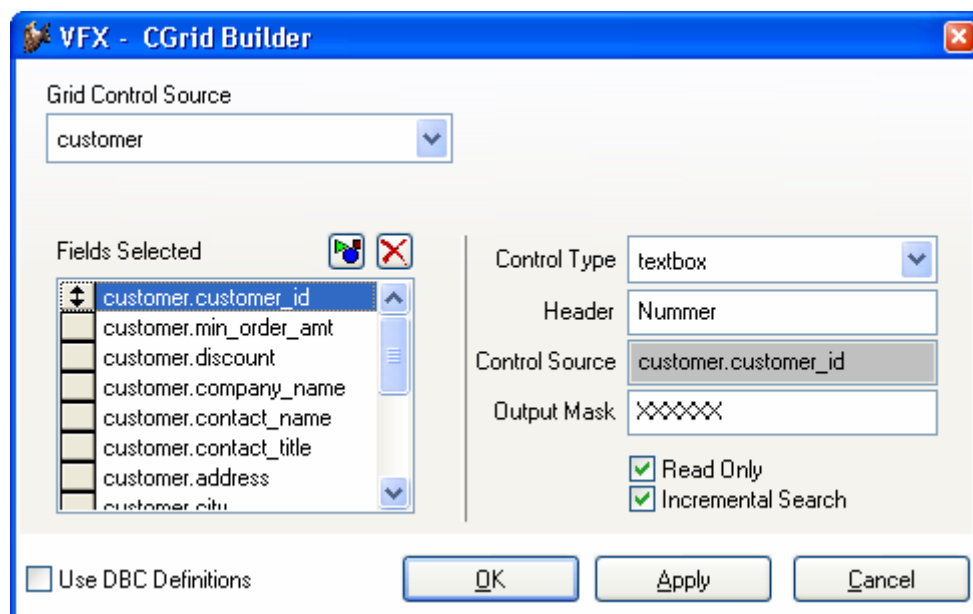 VFX - CGrid Builder
Grid Control Source
customer
Fields Selected
customer.customer_id
customer.min_order_amt
customer.discount
customer.company_name
customer.contact_name
customer.contact_title
customer.address
customer.city
Control Type
textbox
Header
Nummer
Control Source
customer.customer_id
Output Mask
XXXXXX
Read Only
Incremental Search
Use DBC Definitions
OK
Apply
Cancel